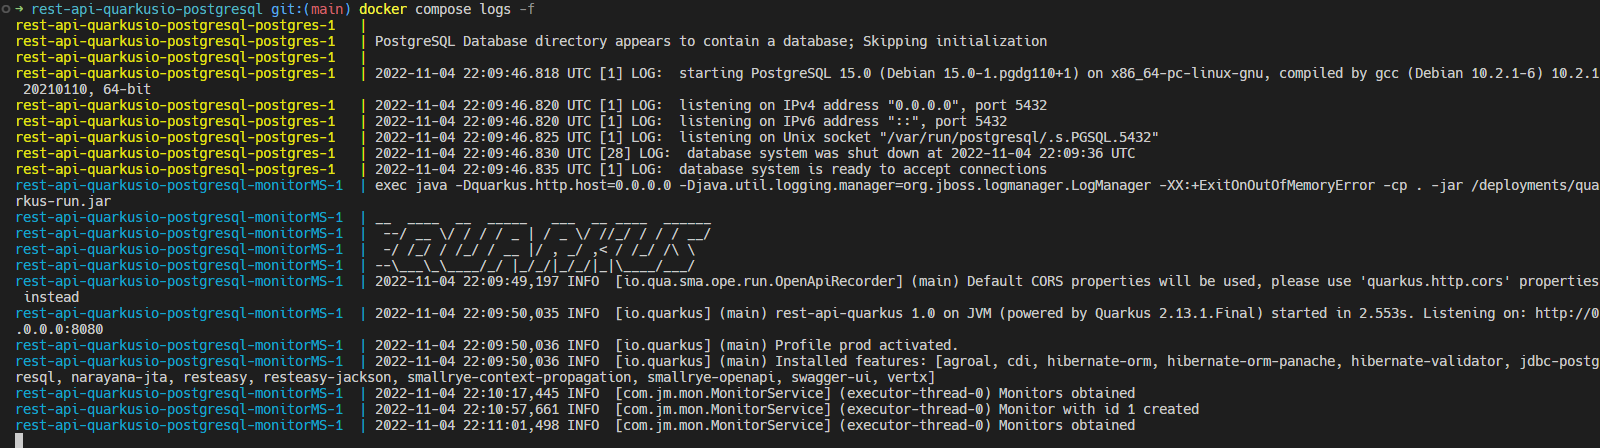 → rest-api-quarkusio-postgresql git:(main) docker compose logs -f
rest-api-quarkusio-postgresql-postgres-1   |
rest-api-quarkusio-postgresql-postgres-1   | PostgreSQL Database directory appears to contain a database; Skipping initialization
rest-api-quarkusio-postgresql-postgres-1   |
rest-api-quarkusio-postgresql-postgres-1   | 2022-11-04 22:09:46.818 UTC [1] LOG:  starting PostgreSQL 15.0 (Debian 15.0-1.pgdg110+1) on x86_64-pc-linux-gnu, compiled by gcc (Debian 10.2.1-6) 10.2.1
 20210110, 64-bit
rest-api-quarkusio-postgresql-postgres-1   | 2022-11-04 22:09:46.820 UTC [1] LOG:  listening on IPv4 address "0.0.0.0", port 5432
rest-api-quarkusio-postgresql-postgres-1   | 2022-11-04 22:09:46.820 UTC [1] LOG:  listening on IPv6 address "::", port 5432
rest-api-quarkusio-postgresql-postgres-1   | 2022-11-04 22:09:46.825 UTC [1] LOG:  listening on Unix socket "/var/run/postgresql/.s.PGSQL.5432"
rest-api-quarkusio-postgresql-postgres-1   | 2022-11-04 22:09:46.830 UTC [28] LOG:  database system was shut down at 2022-11-04 22:09:36 UTC
rest-api-quarkusio-postgresql-postgres-1   | 2022-11-04 22:09:46.835 UTC [1] LOG:  database system is ready to accept connections
rest-api-quarkusio-postgresql-monitorMS-1  | exec java -Dquarkus.http.host=0.0.0.0 -Djava.util.logging.manager=org.jboss.logmanager.LogManager -XX:+ExitOnOutOfMemoryError -cp . -jar /deployments/qua
rkus-run.jar
rest-api-quarkusio-postgresql-monitorMS-1  | __  ____  __  _____   ___  __ ____  ______
rest-api-quarkusio-postgresql-monitorMS-1  |  --/ __ \/ / / / _ | / _ \/ //_/ / / / __/
rest-api-quarkusio-postgresql-monitorMS-1  |  -/ /_/ / /_/ / __ |/ , _/ ,< / /_/ /\ \
rest-api-quarkusio-postgresql-monitorMS-1  | --\___\_\____/_/ |_/_/|_/_/|_|\____/___/
rest-api-quarkusio-postgresql-monitorMS-1  | 2022-11-04 22:09:49,197 INFO  [io.qua.sma.ope.run.OpenApiRecorder] (main) Default CORS properties will be used, please use 'quarkus.http.cors' properties
 instead
rest-api-quarkusio-postgresql-monitorMS-1  | 2022-11-04 22:09:50,035 INFO  [io.quarkus] (main) rest-api-quarkus 1.0 on JVM (powered by Quarkus 2.13.1.Final) started in 2.553s. Listening on: http://0
.0.0.0:8080
rest-api-quarkusio-postgresql-monitorMS-1  | 2022-11-04 22:09:50,036 INFO  [io.quarkus] (main) Profile prod activated.
rest-api-quarkusio-postgresql-monitorMS-1  | 2022-11-04 22:09:50,036 INFO  [io.quarkus] (main) Installed features: [agroal, cdi, hibernate-orm, hibernate-orm-panache, hibernate-validator, jdbc-postg
resql, narayana-jta, resteasy, resteasy-jackson, smallrye-context-propagation, smallrye-openapi, swagger-ui, vertx]
rest-api-quarkusio-postgresql-monitorMS-1  | 2022-11-04 22:10:17,445 INFO  [com.jm.mon.MonitorService] (executor-thread-0) Monitors obtained
rest-api-quarkusio-postgresql-monitorMS-1  | 2022-11-04 22:10:57,661 INFO  [com.jm.mon.MonitorService] (executor-thread-0) Monitor with id 1 created
rest-api-quarkusio-postgresql-monitorMS-1  | 2022-11-04 22:11:01,498 INFO  [com.jm.mon.MonitorService] (executor-thread-0) Monitors obtained